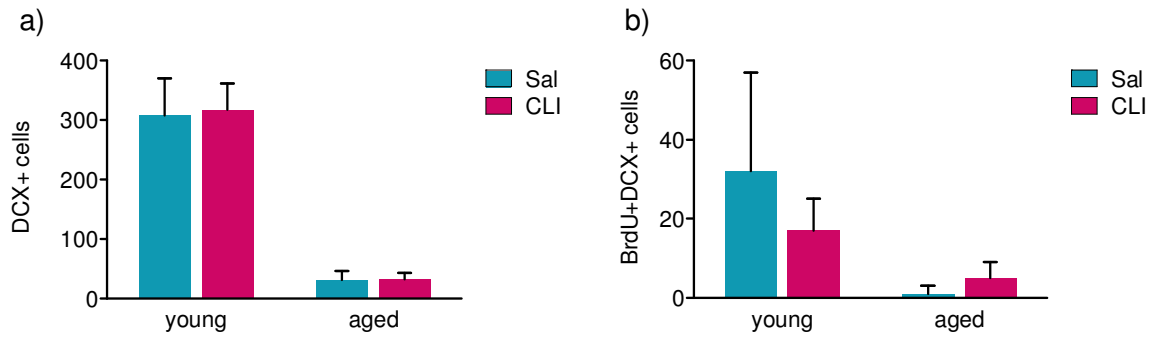 a)
400
300
200
100
0
DCX+ cells
young
aged
Sal
CLI
b)
60
40
20
0
BrdU+DCX+ cells
young
aged
Sal
CLI